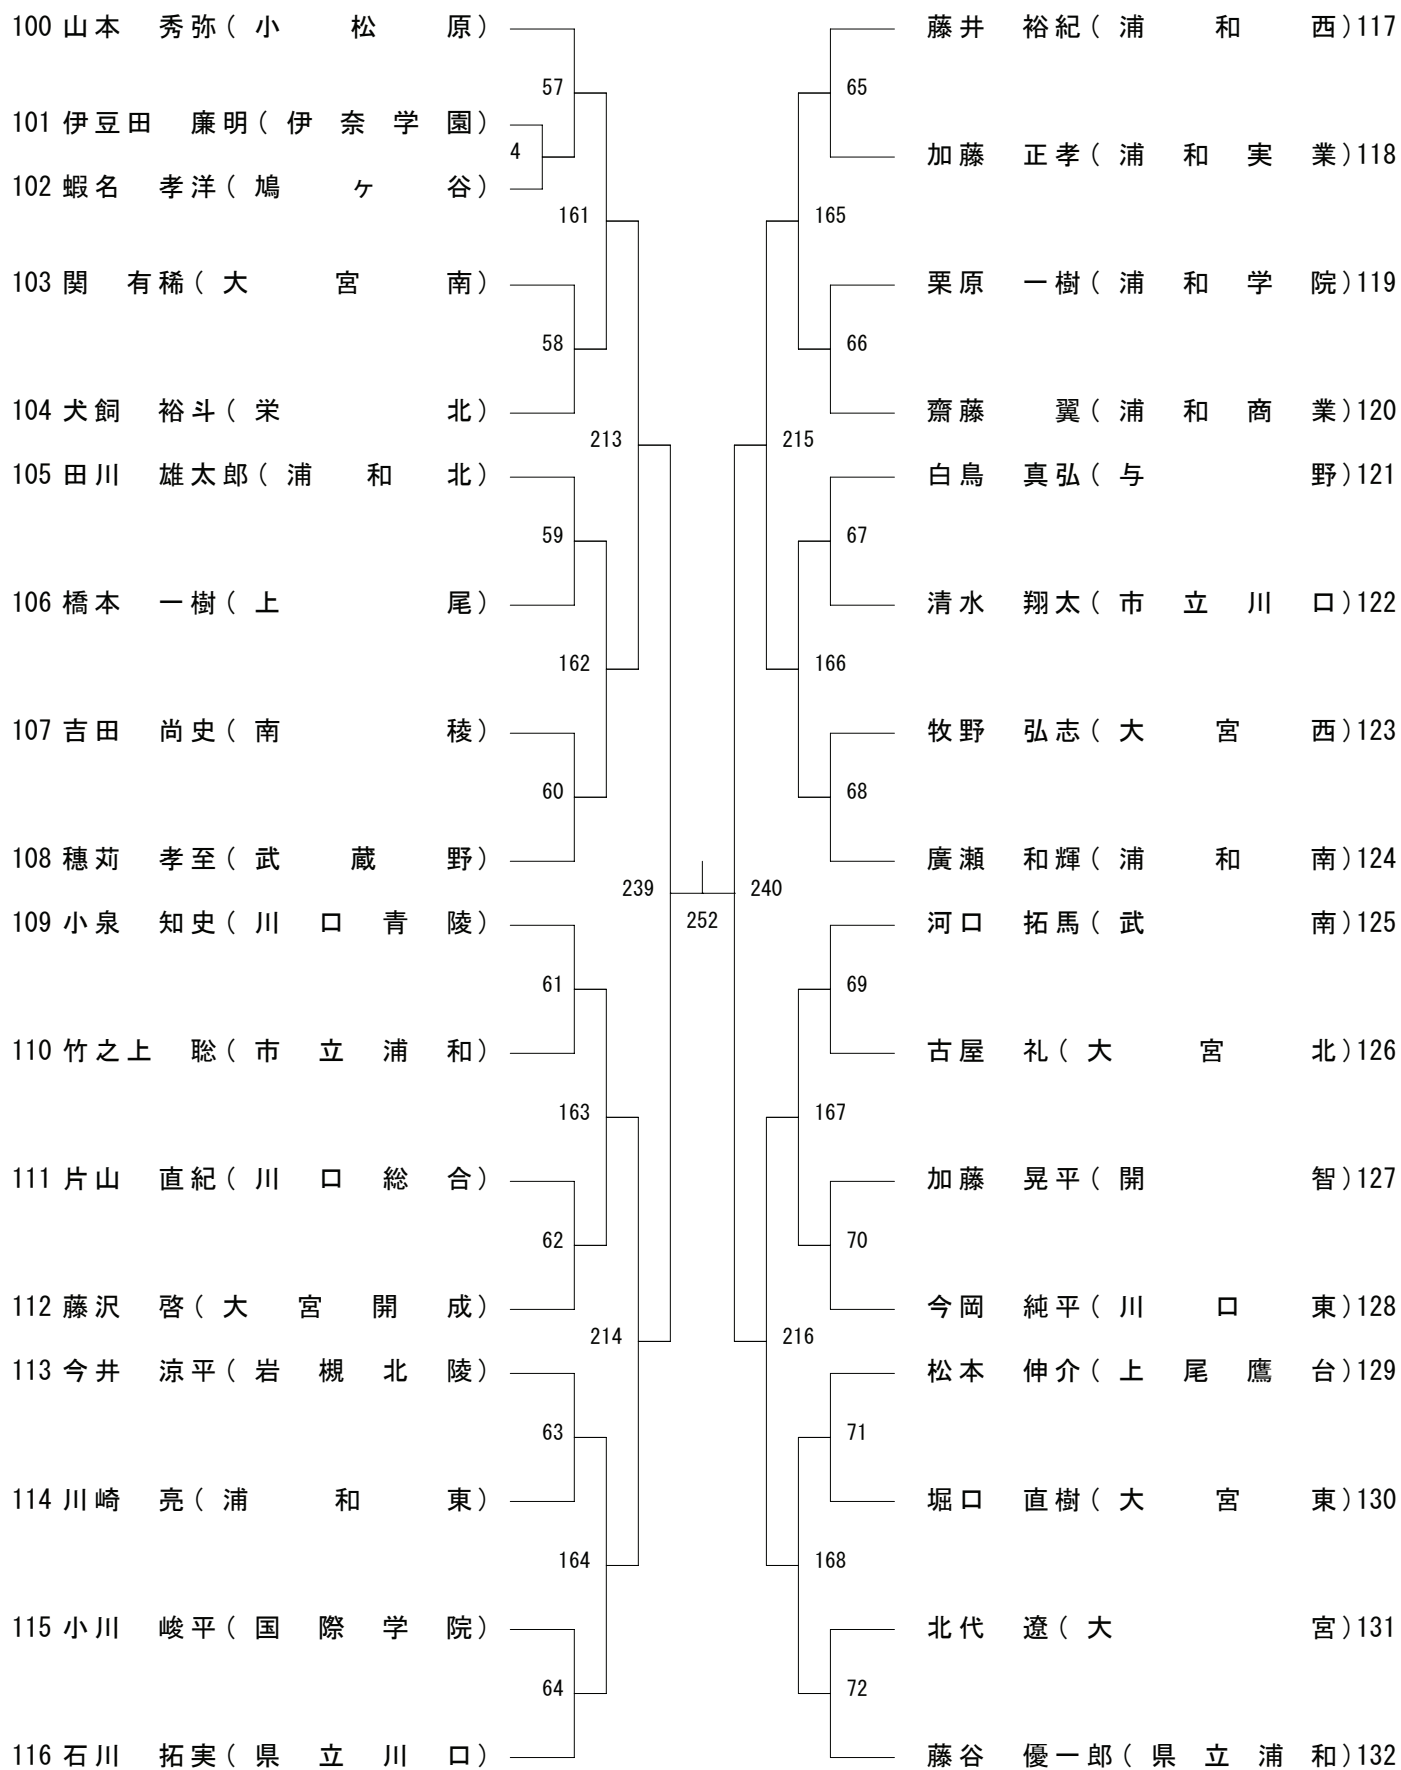 100 山本 秀弥(小松原)
57
101 伊豆田 廉明(伊奈学園)
4
102 蝦名 孝洋(鳩ヶ谷)
161
103 関 有稀(大宮南)
58
104 犬飼 裕斗(栄北)
213
105 田川 雄太郎(浦和北)
59
106 橋本 一樹(上尾)
162
107 吉田 尚史(南稜)
60
108 穂苅 孝至(武蔵野)
239
109 小泉 知史(川口青陵)
61
110 竹之上 聡(市立浦和)
163
111 片山 直紀(川口総合)
62
112 藤沢 啓(大宮開成)
214
113 今井 涼平(岩槻北陵)
63
114 川崎 亮(浦和東)
164
115 小川 峻平(国際学院)
64
116 石川 拓実(県立川口)
252
藤井 裕紀(浦和西)117
65
加藤 正孝(浦和実業)118
165
栗原 一樹(浦和学院)119
66
齋藤 翼(浦和商業)120
215
白鳥 真弘(与野)121
67
清水 翔太(市立川口)122
166
牧野 弘志(大宮西)123
68
廣瀬 和輝(浦和南)124
240
河口 拓馬(武南)125
69
古屋 礼(大宮北)126
167
加藤 晃平(開智)127
70
今岡 純平(川口東)128
216
松本 伸介(上尾鷹台)129
71
堀口 直樹(大宮東)130
168
北代 遼(大宮)131
72
藤谷 優一郎(県立浦和)132